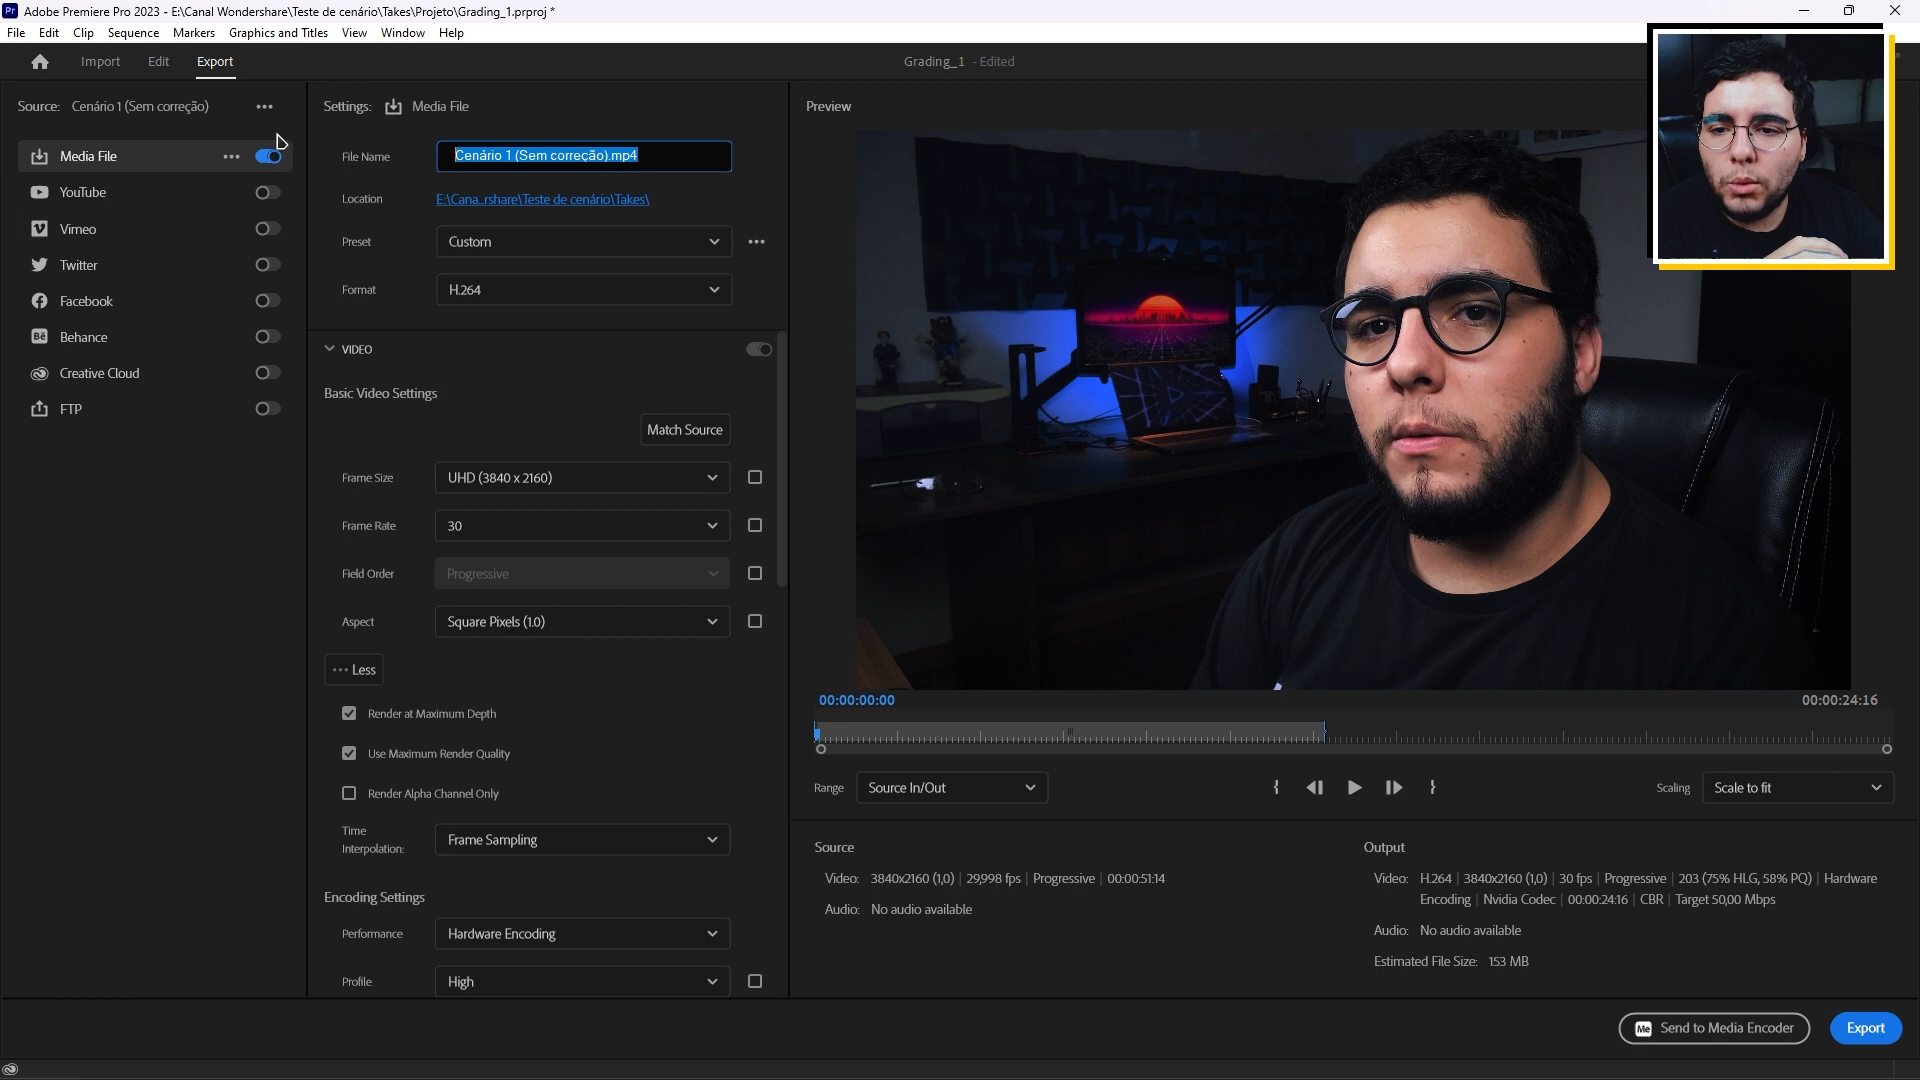 Pr Adobe Premiere Pro 2023 - E:\Canal Wondershare\Teste de cenário\Takes\Projeto\Grading_1.prproj *
File Edit Clip Sequence Markers Graphics and Titles View Window Help
Import Edit Export
Grading_1 - Edited
Source: Cenário 1 (Sem correção) •••
Media File •••
YouTube
Vimeo
Twitter
Facebook
Bē Behance
Creative Cloud
FTP
Settings: Media File
File Name Cenário 1 (Sem correção).mp4
Location E:\Cana...rshare\Teste de cenário\Takes\
Preset Custom •••
Format H.264
VIDEO
Basic Video Settings
Match Source
Frame Size UHD (3840 x 2160)
Frame Rate 30
Field Order Progressive
Aspect Square Pixels (1.0)
••• Less
Render at Maximum Depth
Use Maximum Render Quality
Render Alpha Channel Only
Time
Interpolation: Frame Sampling
Encoding Settings
Performance Hardware Encoding
Profile High
Preview
00:00:00:00 00:00:24:16
Range Source In/Out { } Scaling Scale to fit
Source
Video: 3840x2160 (1,0) | 29,998 fps | Progressive | 00:00:51:14
Audio: No audio available
Output
Video: H.264 | 3840x2160 (1,0) | 30 fps | Progressive | 203 (75% HLG, 58% PQ) | Hardware
Encoding | Nvidia Codec | 00:00:24:16 | CBR | Target 50,00 Mbps
Audio: No audio available
Estimated File Size: 153 MB
Me Send to Media Encoder
Export